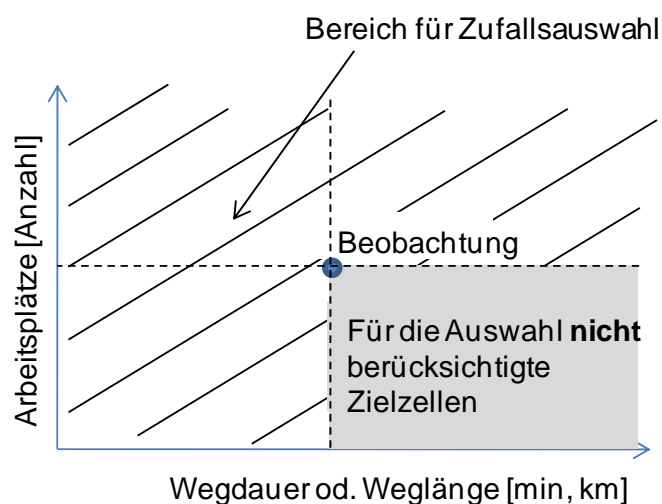 Bereich für Zufallsauswahl
Arbeitsplätze [Anzahl]
Beobachtung
Für die Auswahl nicht
berücksichtigte
Zielzellen
Wegdauer od. Weglänge [min, km]